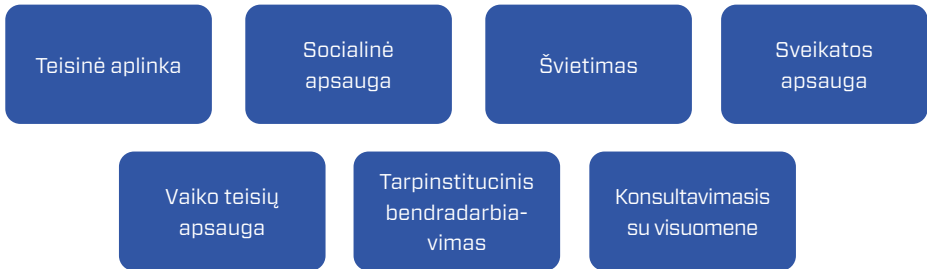 Teisinė aplinka
Socialinė
apsauga
Švietimas
Sveikatos
apsauga
Vaiko teisių
apsauga
Tarpinstitucinis
bendradarbia-
vimas
Konsultavimasis
su visuomene